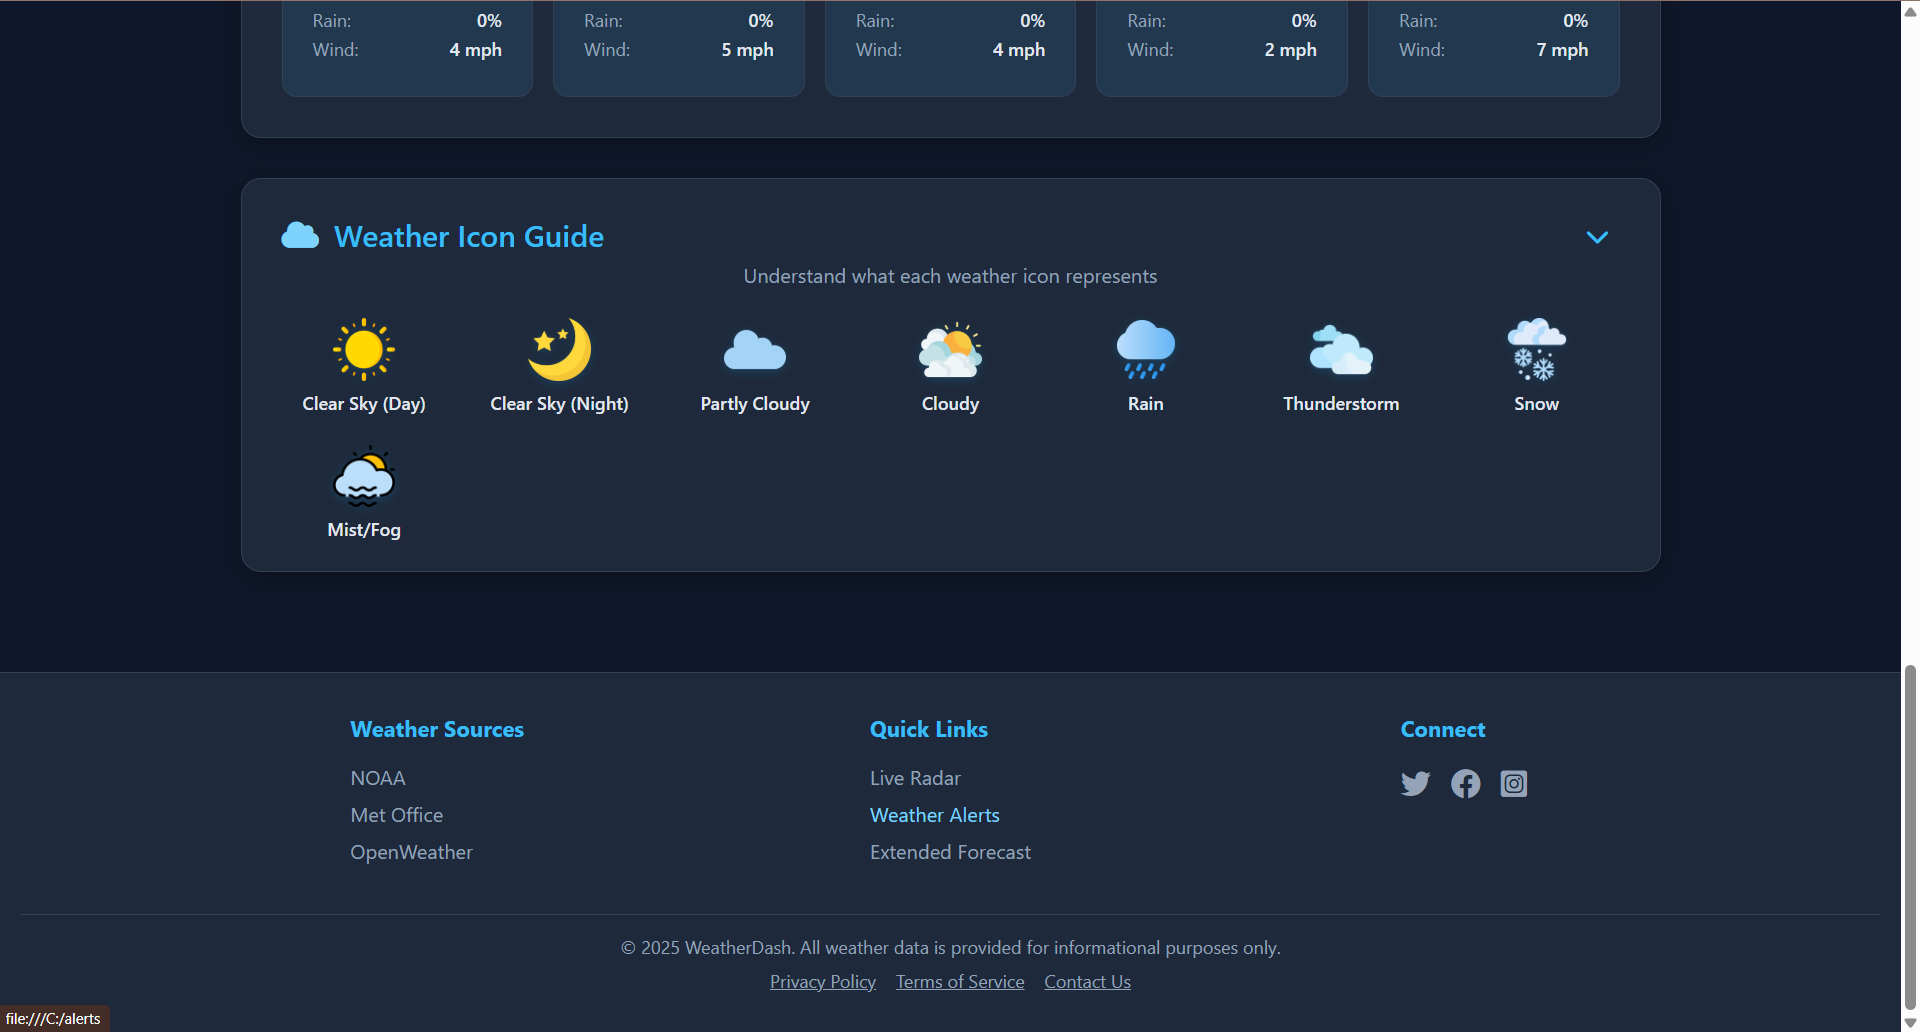 Rain: 0% Rain: 0% Rain: 0% Rain: 0% Rain: 0%
Wind: 4 mph Wind: 5 mph Wind: 4 mph Wind: 2 mph Wind: 7 mph
Weather Icon Guide
Understand what each weather icon represents
Clear Sky (Day) Clear Sky (Night) Partly Cloudy Cloudy Rain Thunderstorm Snow
Mist/Fog
Weather Sources
NOAA
Met Office
OpenWeather
Quick Links
Live Radar
Weather Alerts
Extended Forecast
Connect
© 2025 WeatherDash. All weather data is provided for informational purposes only.
Privacy Policy Terms of Service Contact Us
file:///C:/alerts